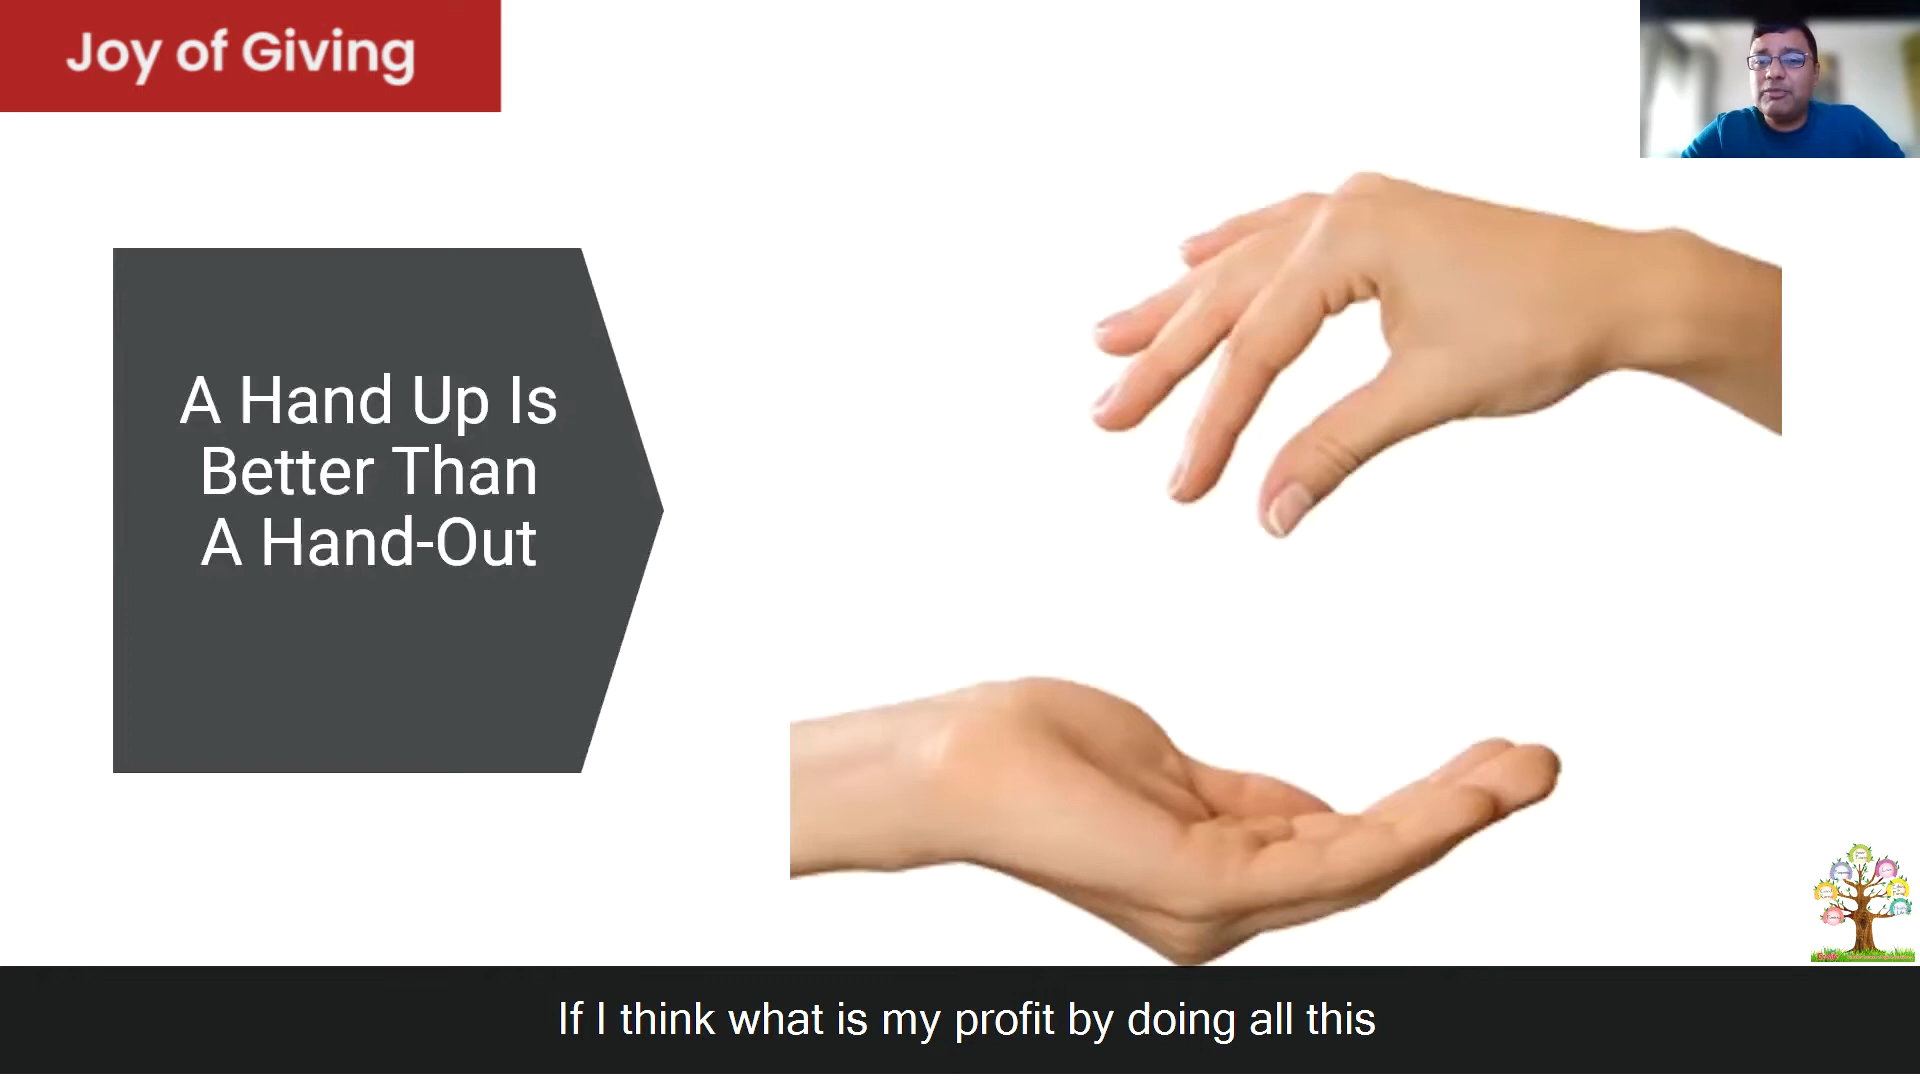 Joy of Giving
A Hand Up Is
Better Than
A Hand-Out
If I think what is my profit by doing all this